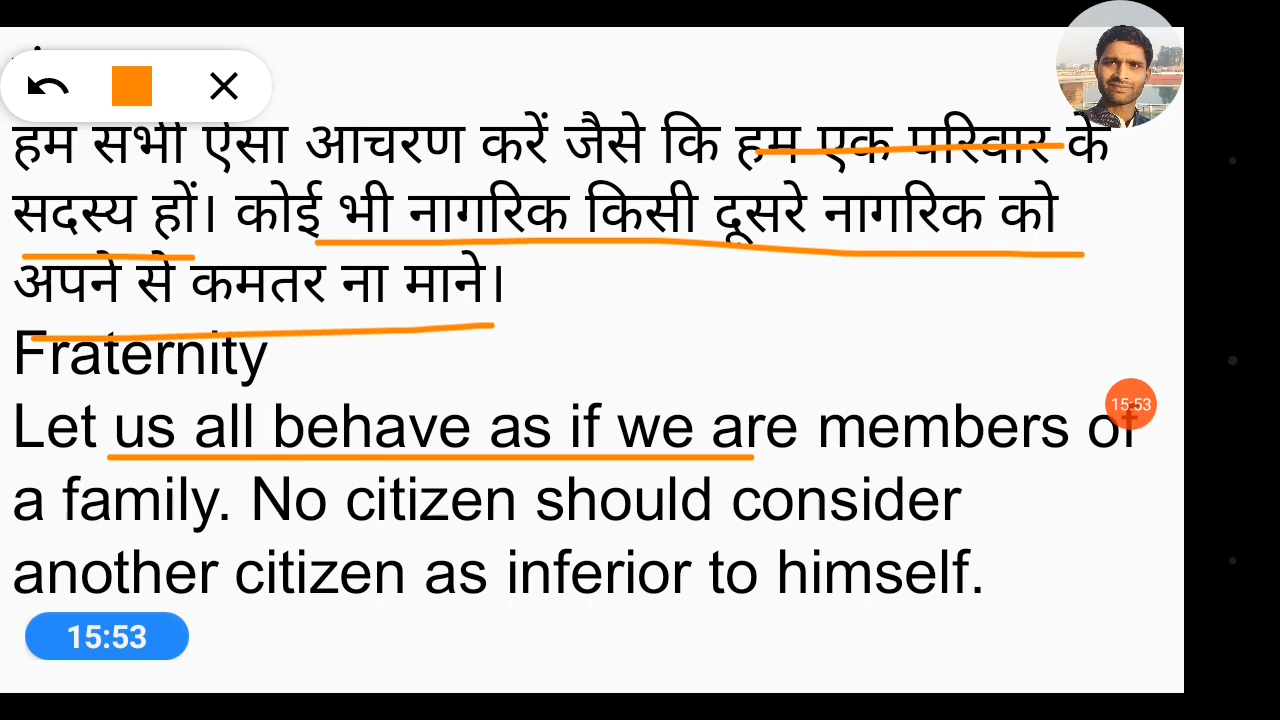 हम सभी ऐसा आचरण करें जैसे कि हम एक परिवार के
सदस्य हों। कोई भी नागरिक किसी दूसरे नागरिक को
अपने से कमतर ना माने।
Fraternity
Let us all behave as if we are members of
a family. No citizen should consider
another citizen as inferior to himself.
15:53
15:53